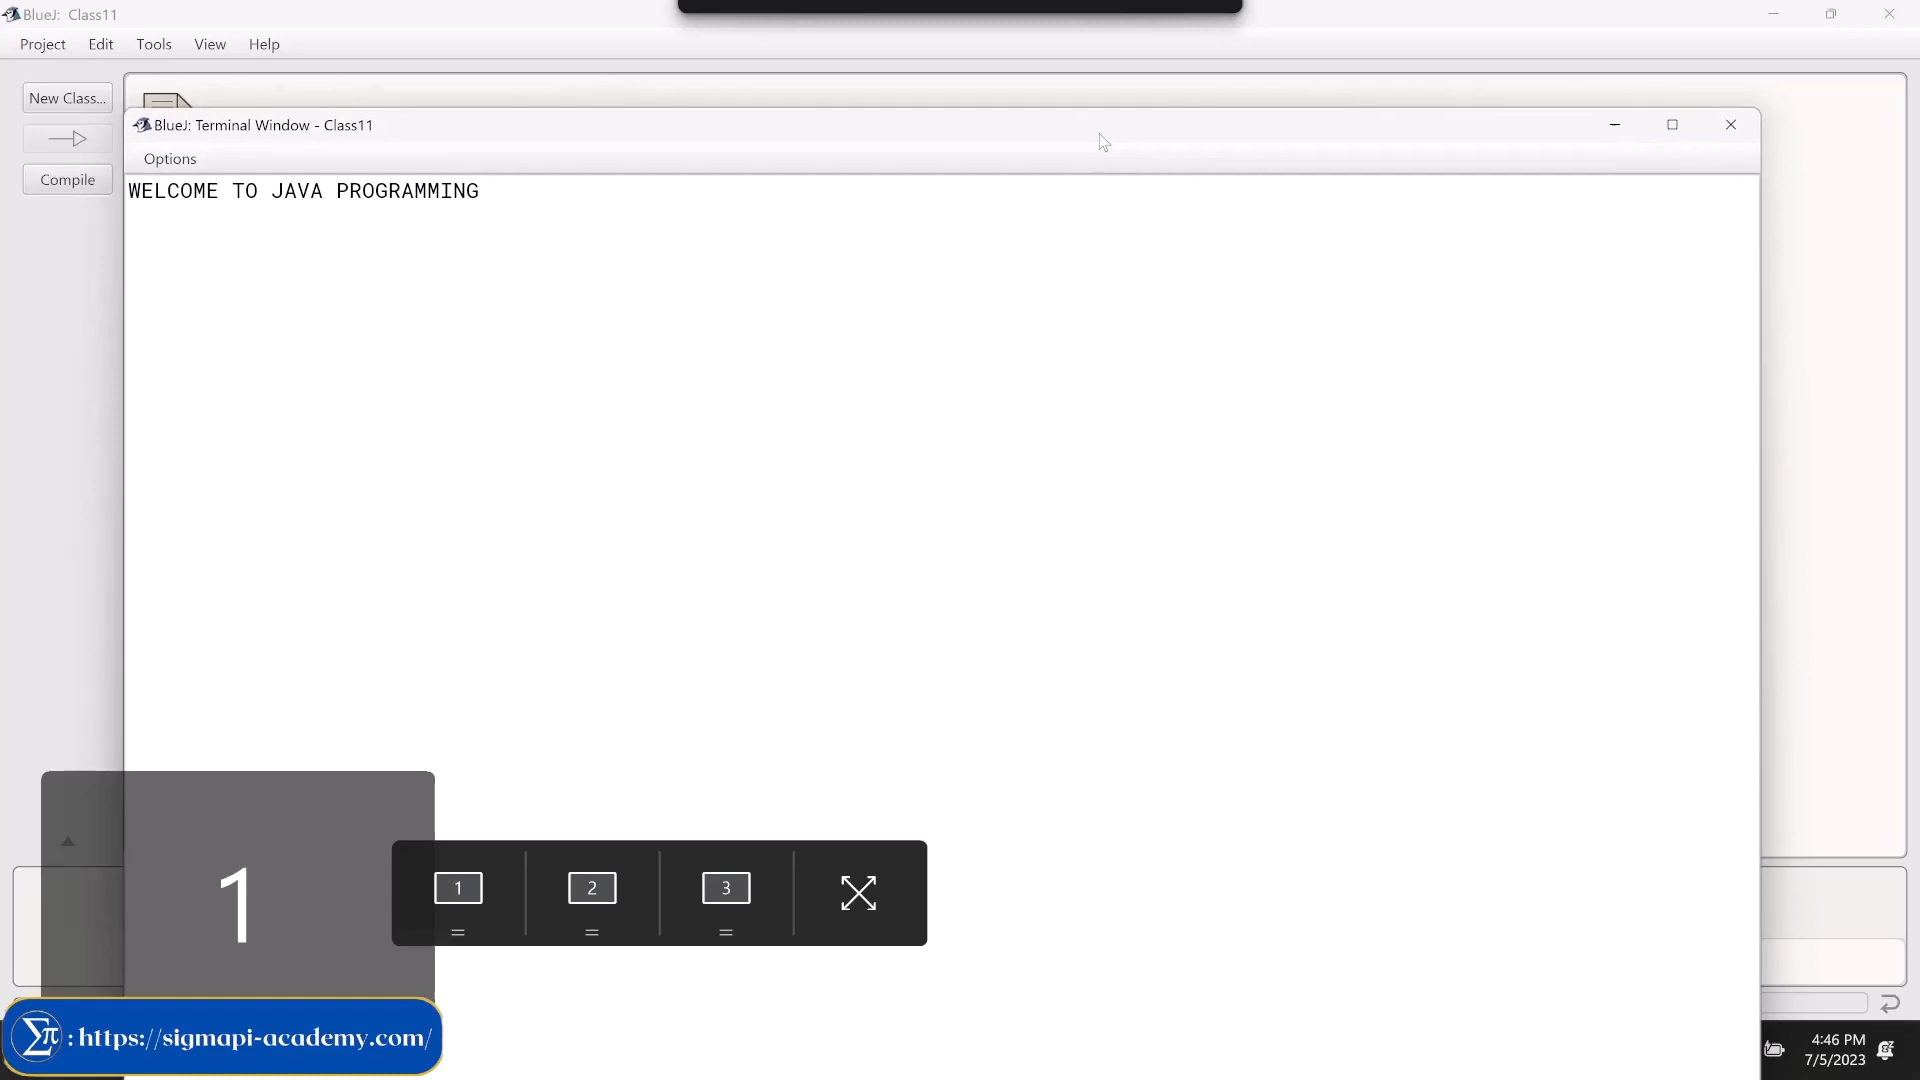 BlueJ: Class11
Project Edit Tools View Help
New Class...
BlueJ: Terminal Window - Class11
Options
Compile
WELCOME TO JAVA PROGRAMMING
1
1 2 3
Σπ : https://sigmapi-academy.com/
4:46 PM
7/5/2023